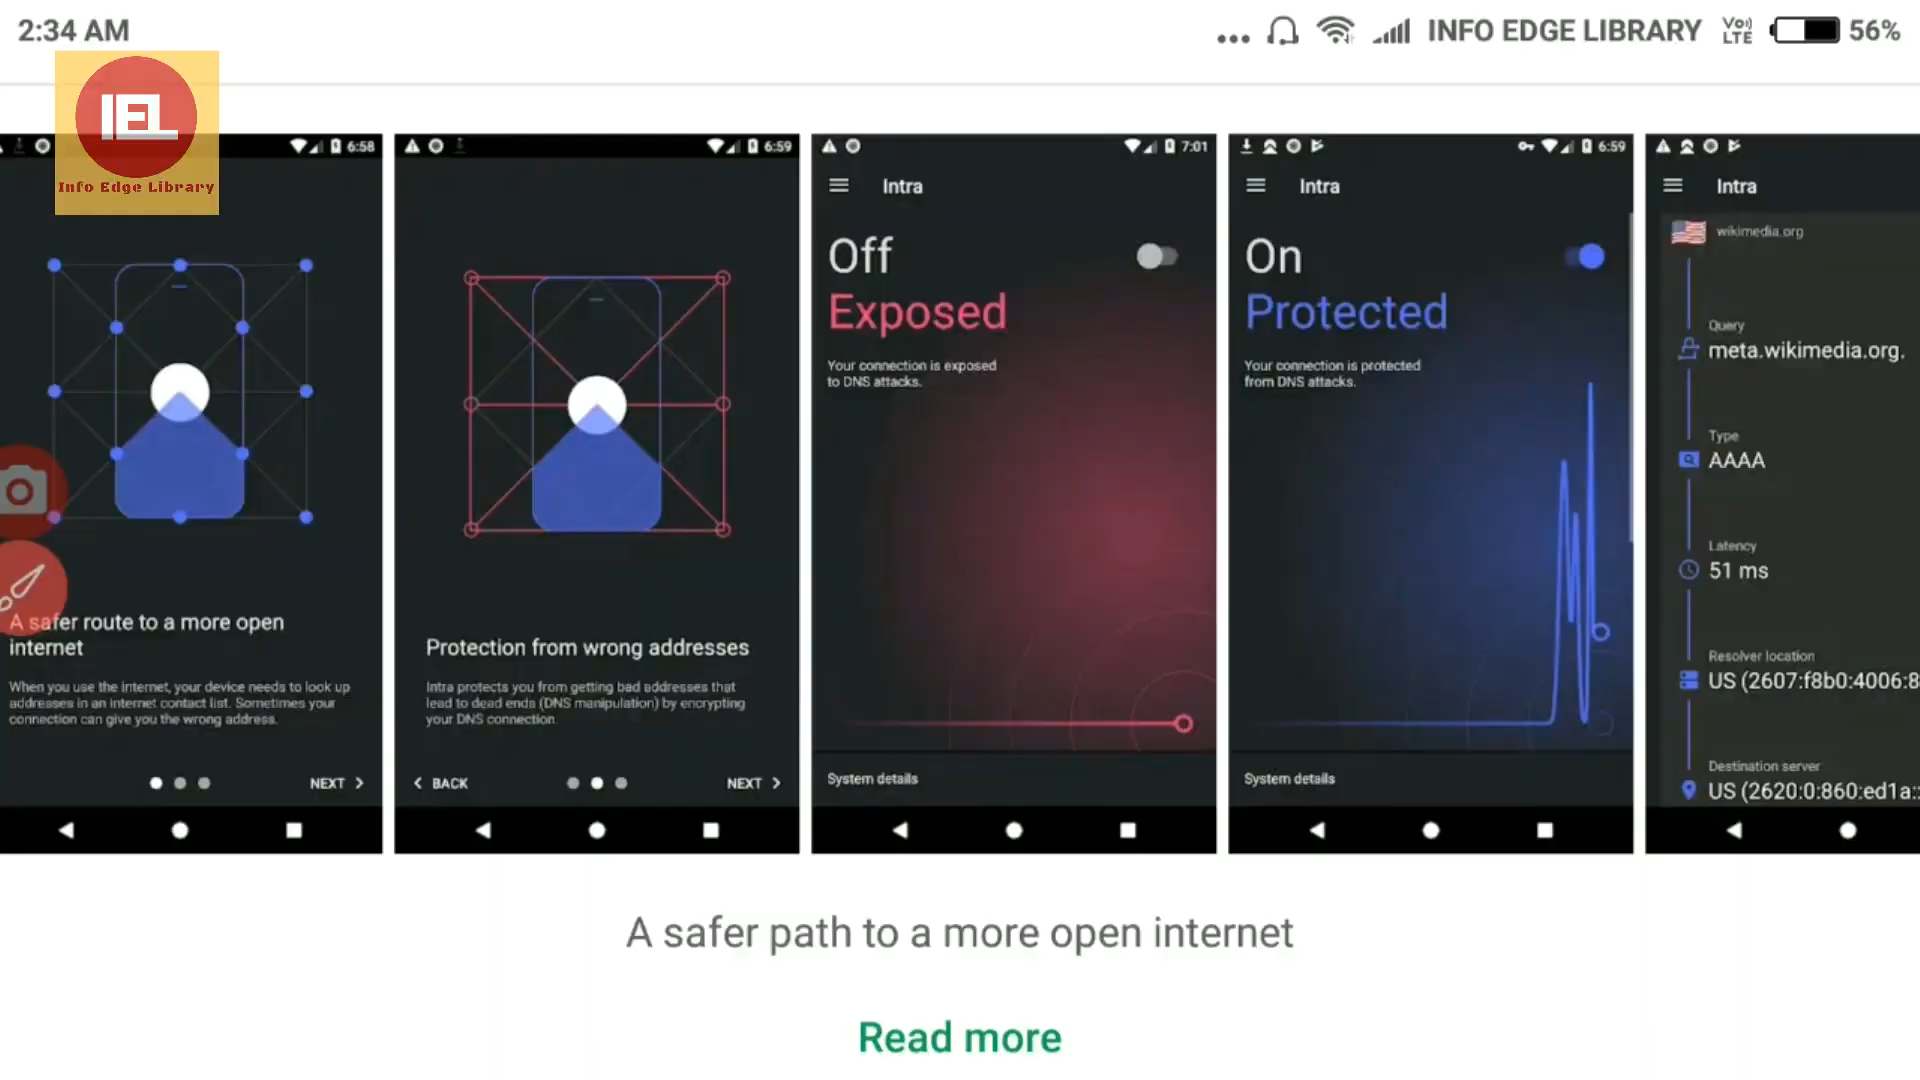 2:34 AM
INFO EDGE LIBRARY
Vo))
LTE
56%
IEL
Info Edge Library
6:58
A safer route to a more open
internet
When you use the internet, your device needs to look up
addresses in an internet contact list. Sometimes your
connection can give you the wrong address.
NEXT
6:59
Protection from wrong addresses
Intra protects you from getting bad addresses that
lead to dead ends (DNS manipulation) by encrypting
your DNS connection.
BACK
NEXT
7:01
Intra
Off
Exposed
Your connection is exposed
to DNS attacks.
System details
6:59
Intra
On
Protected
Your connection is protected
from DNS attacks.
System details
Intra
wikimedia.org
Query
meta.wikimedia.org.
Type
AAAA
Latency
51 ms
Resolver location
US (2607:f8b0:4006:8
Destination server
US (2620:0:860:ed1a::
A safer path to a more open internet
Read more